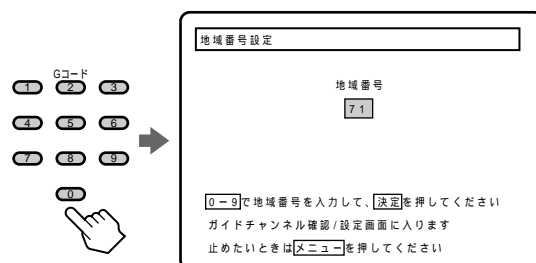 Gコード
1 2 3
4 5 6
7 8 9
0
地域番号設定
地域番号
71
0－9で地域番号を入力して、決定を押してください
ガイドチャンネル確認/設定画面に入ります
止めたいときはメニューを押してください